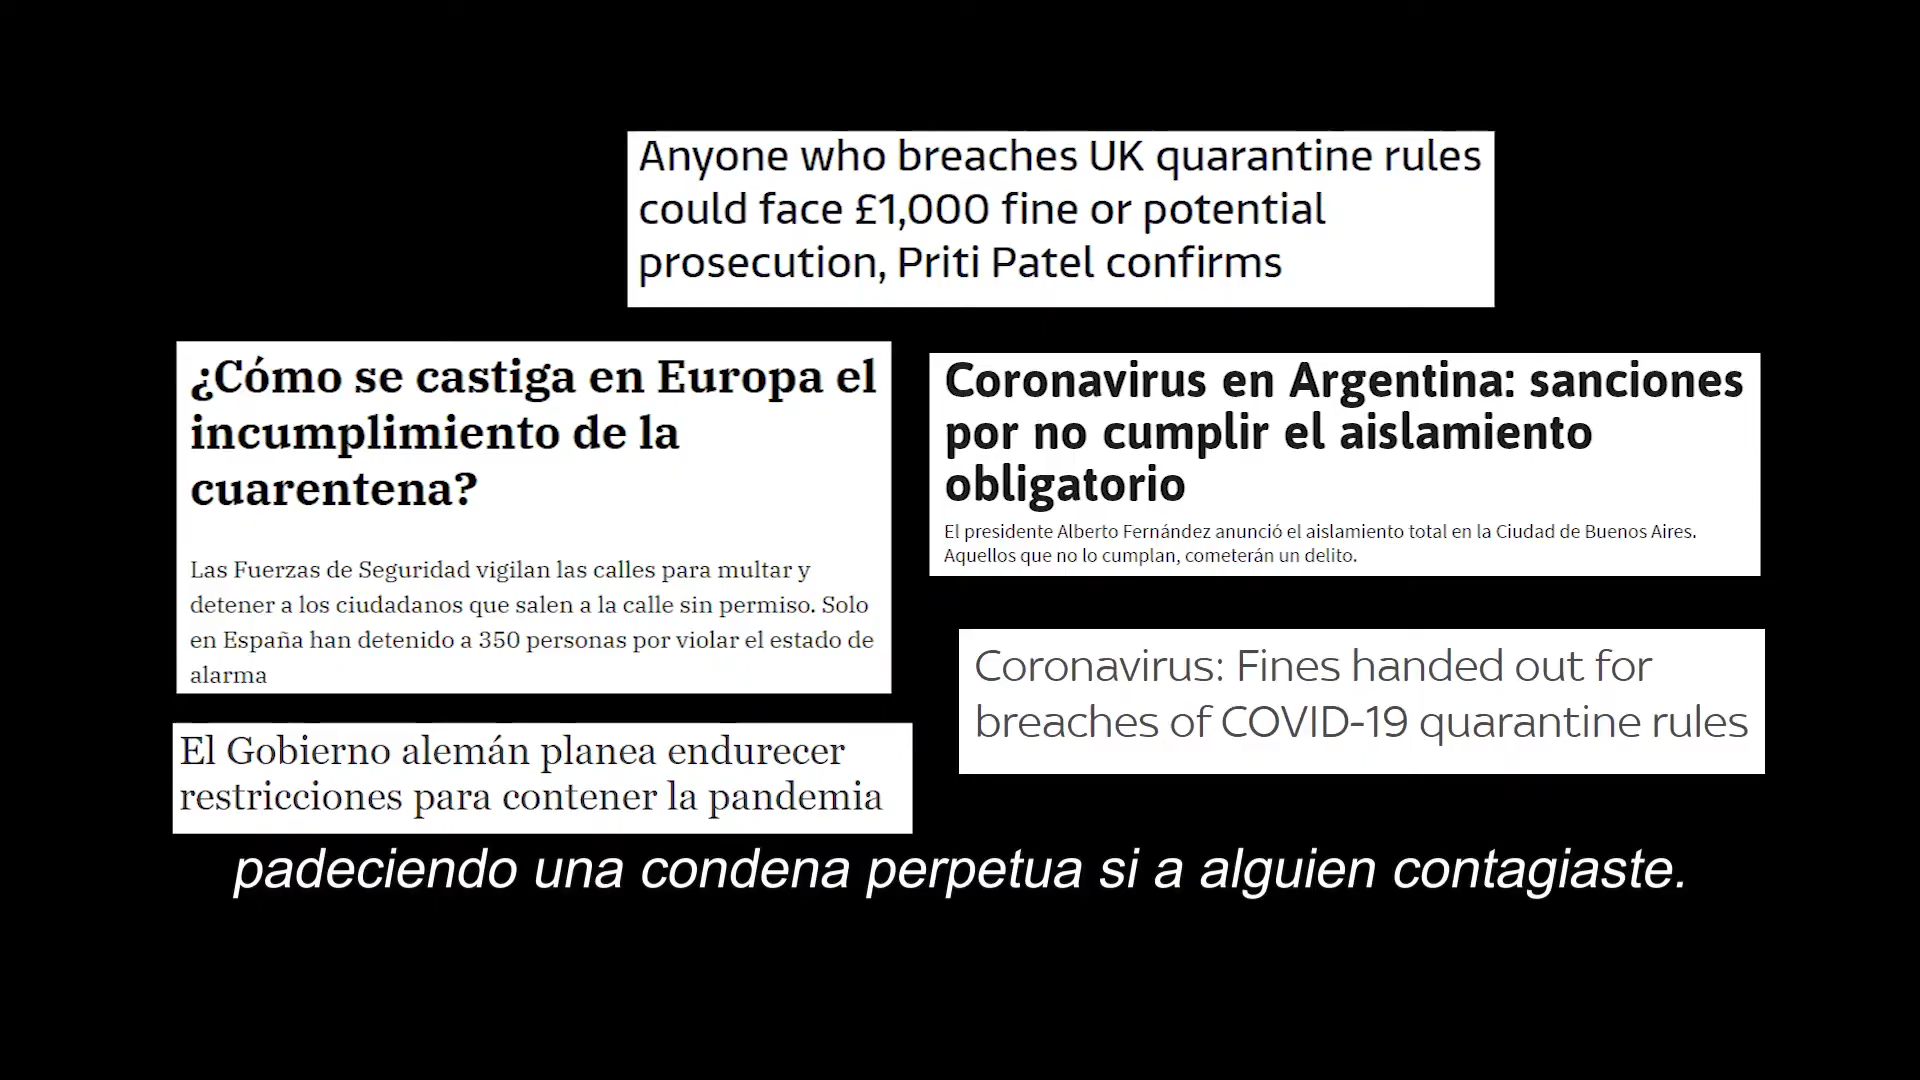 Anyone who breaches UK quarantine rules
could face £1,000 fine or potential
prosecution, Priti Patel confirms
¿Cómo se castiga en Europa el
incumplimiento de la
cuarentena?
Las Fuerzas de Seguridad vigilan las calles para multar y
detener a los ciudadanos que salen a la calle sin permiso. Solo
en España han detenido a 350 personas por violar el estado de
alarma
Coronavirus en Argentina: sanciones
por no cumplir el aislamiento
obligatorio
El presidente Alberto Fernández anunció el aislamiento total en la Ciudad de Buenos Aires.
Aquellos que no lo cumplan, cometerán un delito.
Coronavirus: Fines handed out for
breaches of COVID-19 quarantine rules
El Gobierno alemán planea endurecer
restricciones para contener la pandemia
padeciendo una condena perpetua si a alguien contagiaste.